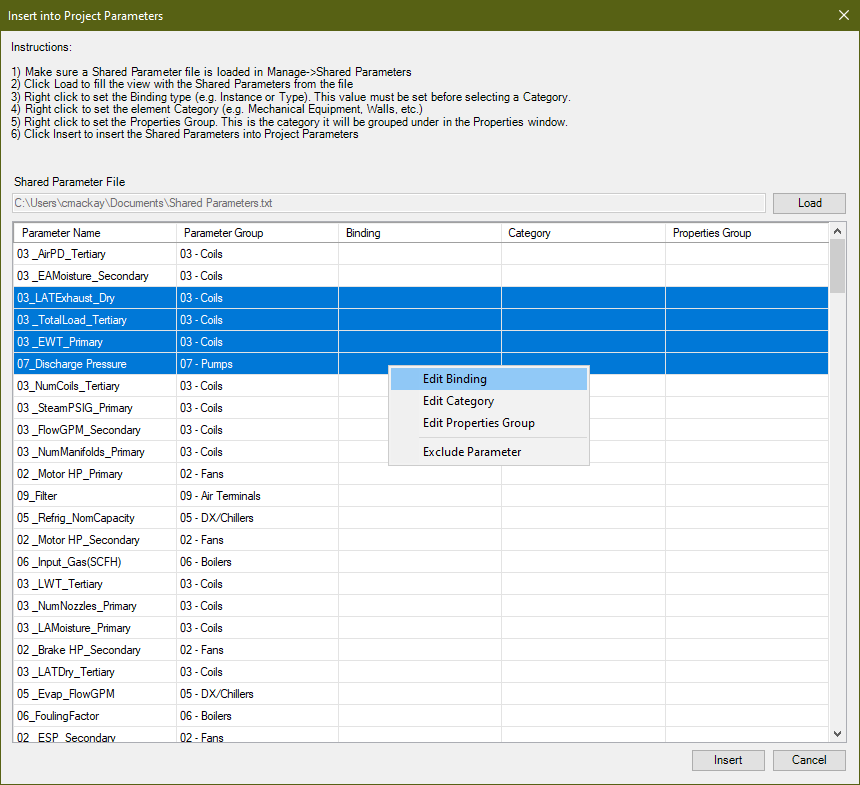 Insert into Project Parameters
Instructions:
1) Make sure a Shared Parameter file is loaded in Manage->Shared Parameters
2) Click Load to fill the view with the Shared Parameters from the file
3) Right click to set the Binding type (e.g. Instance or Type). This value must be set before selecting a Category.
4) Right click to set the element Category (e.g. Mechanical Equipment, Walls, etc.)
5) Right click to set the Properties Group. This is the category it will be grouped under in the Properties window.
6) Click Insert to insert the Shared Parameters into Project Parameters
Shared Parameter File
C:\Users\cmackay\Documents\Shared Parameters.txt Load
Parameter Name Parameter Group Binding Category Properties Group
03 _AirPD_Tertiary 03 - Coils
03 _EAMoisture_Secondary 03 - Coils
03_LATExhaust_Dry 03 - Coils
03 _TotalLoad_Tertiary 03 - Coils
03 _EWT_Primary 03 - Coils
07_Discharge Pressure 07 - Pumps
Edit Binding
03_NumCoils_Tertiary 03 - Coils
Edit Category
03 _SteamPSIG_Primary 03 - Coils
Edit Properties Group
03 _FlowGPM_Secondary 03 - Coils
03 _NumManifolds_Primary 03 - Coils
Exclude Parameter
02 _Motor HP_Primary 02 - Fans
09_Filter 09 - Air Terminals
05 _Refrig_NomCapacity 05 - DX/Chillers
02 _Motor HP_Secondary 02 - Fans
06 _Input_Gas(SCFH) 06 - Boilers
03 _LWT_Tertiary 03 - Coils
03 _NumNozzles_Primary 03 - Coils
03 _LAMoisture_Primary 03 - Coils
02 _Brake HP_Secondary 02 - Fans
03 _LATDry_Tertiary 03 - Coils
05 _Evap_FlowGPM 05 - DX/Chillers
06 _FoulingFactor 06 - Boilers
02 _ESP_Secondary 02 - Fans
Insert Cancel